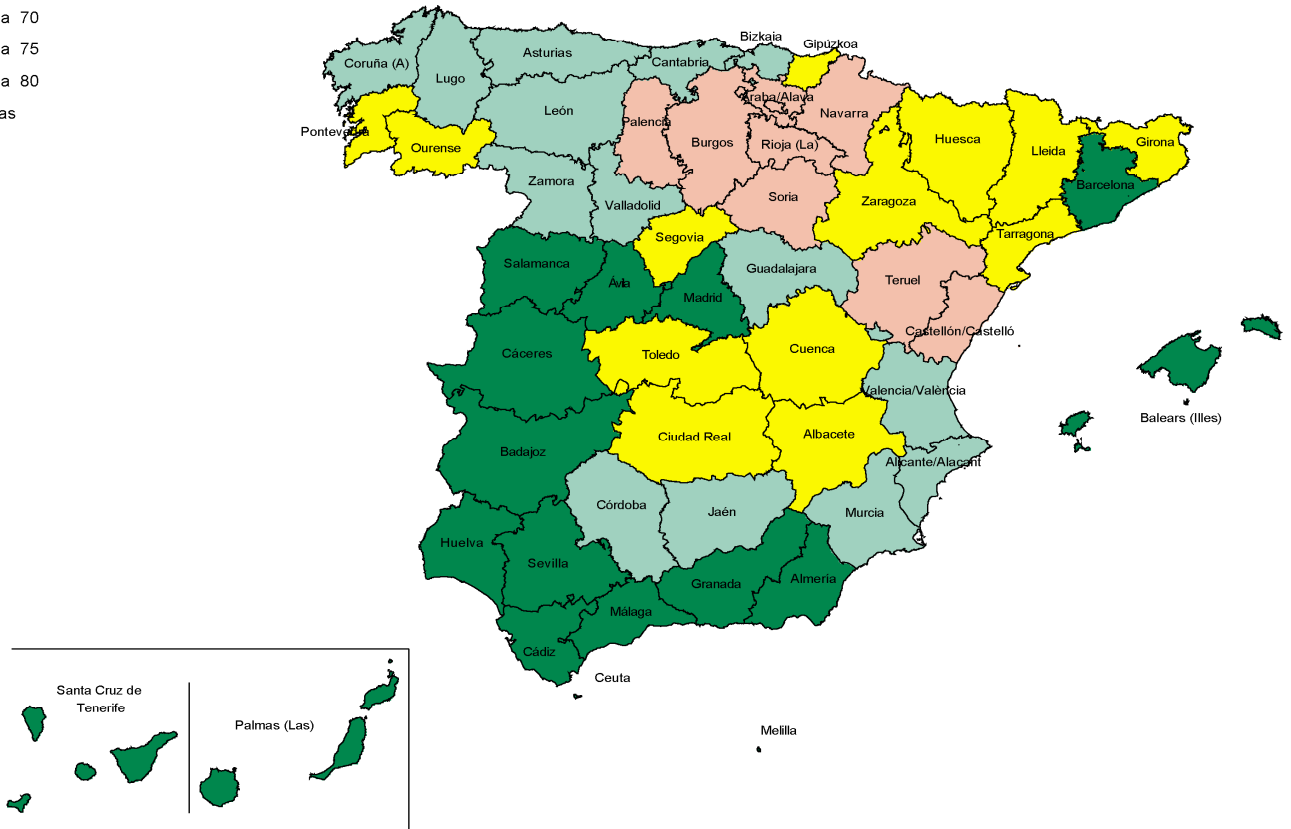 a 70
a 75
a 80
as
Bizkaia
Gipúzkoa
Asturias
Cantabria
Coruña (A)
Lugo
León
Araba/Alava
Navarra
Palencia
Pontevedra
Ourense
Burgos
Rioja (La)
Huesca
Lleida
Girona
Zamora
Valladolid
Soria
Zaragoza
Barcelona
Segovia
Tarragona
Salamanca
Ávila
Madrid
Guadalajara
Teruel
Castellón/Castelló
Cáceres
Toledo
Cuenca
Valencia/València
Balears (Illes)
Badajoz
Ciudad Real
Albacete
Alicante/Alacant
Córdoba
Jaén
Murcia
Huelva
Sevilla
Granada
Almería
Málaga
Cádiz
Ceuta
Melilla
Santa Cruz de
Tenerife
Palmas (Las)